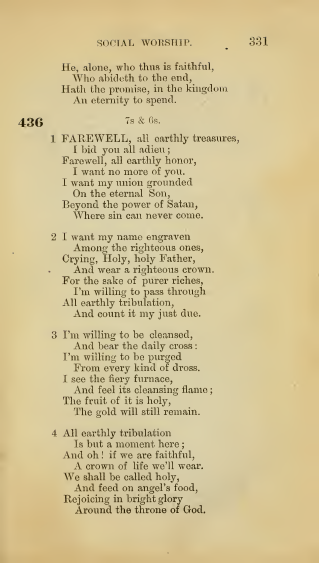 SOCIAL WORSHIP. 331
He, alone, who thus is faithful,
Who abideth to the end,
Hath the promise, in the kingdom
An eternity to spend.
436 7s & 6s.
1 FAREWELL, all earthly treasures,
I bid you all adieu;
Farewell, all earthly honor,
I want no more of you.
I want my union grounded
On the eternal Son,
Beyond the power of Satan,
Where sin can never come.
2 I want my name engraven
Among the righteous ones,
Crying, Holy, holy Father,
And wear a righteous crown.
For the sake of purer riches,
I'm willing to pass through
All earthly tribulation,
And count it my just due.
3 I'm willing to be cleansed,
And bear the daily cross:
I'm willing to be purged
From every kind of dross.
I see the fiery furnace,
And feel its cleansing flame;
The fruit of it is holy,
The gold will still remain.
4 All earthly tribulation
Is but a moment here;
And oh! if we are faithful,
A crown of life we'll wear.
We shall be called holy,
And feed on angel's food,
Rejoicing in bright glory
Around the throne of God.